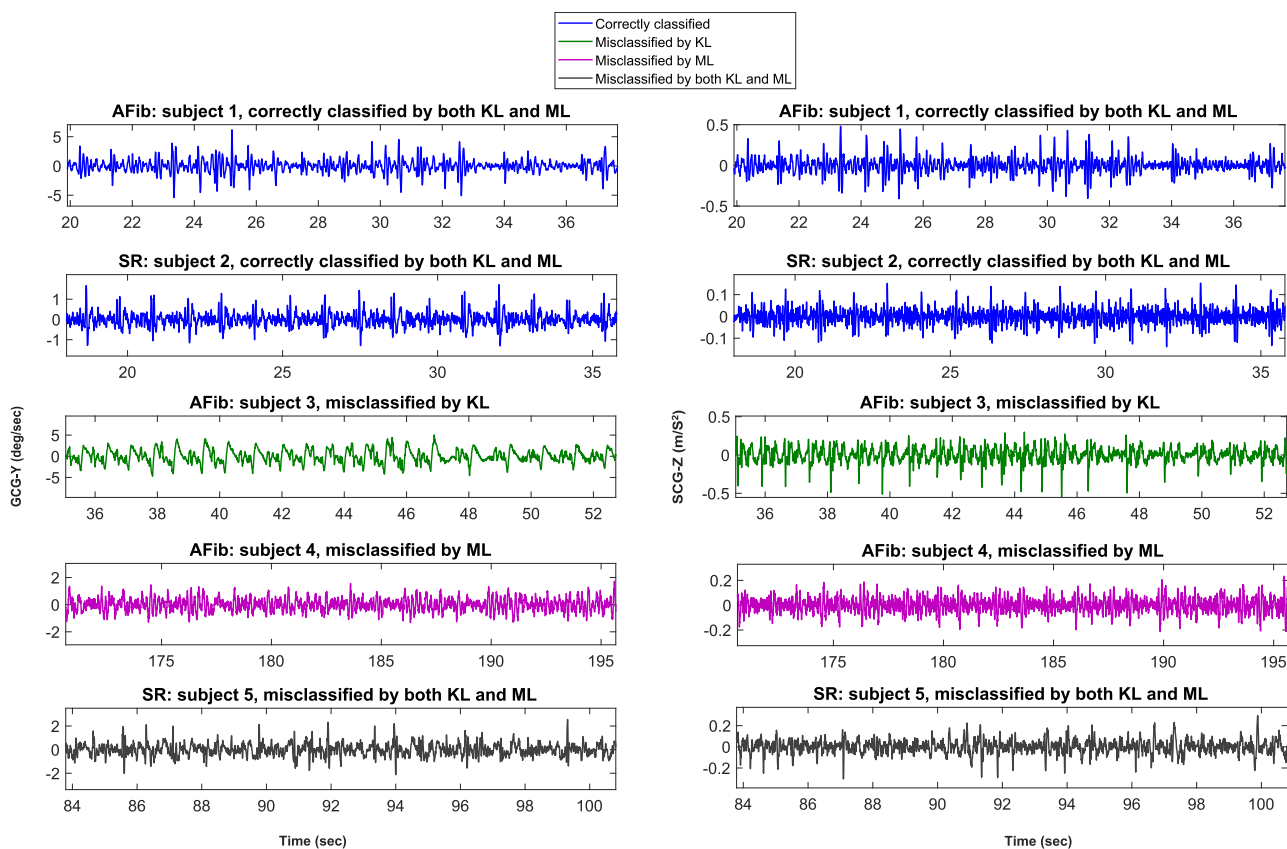 Correctly classified
Misclassified by KL
Misclassified by ML
Misclassified by both KL and ML
AFib: subject 1, correctly classified by both KL and ML
5
0
-5
20 22 24 26 28 30 32 34 36
AFib: subject 1, correctly classified by both KL and ML
0.5
0
-0.5
20 22 24 26 28 30 32 34 36
SR: subject 2, correctly classified by both KL and ML
1
0
-1
20 25 30 35
SR: subject 2, correctly classified by both KL and ML
0.1
0
-0.1
20 25 30 35
GCG-Y (deg/sec)
AFib: subject 3, misclassified by KL
5
0
-5
36 38 40 42 44 46 48 50 52
SCG-Z (m/S²)
AFib: subject 3, misclassified by KL
0.5
0
-0.5
36 38 40 42 44 46 48 50 52
AFib: subject 4, misclassified by ML
2
0
-2
175 180 185 190 195
AFib: subject 4, misclassified by ML
0.2
0
-0.2
175 180 185 190 195
SR: subject 5, misclassified by both KL and ML
2
0
-2
84 86 88 90 92 94 96 98 100
Time (sec)
SR: subject 5, misclassified by both KL and ML
0.2
0
-0.2
84 86 88 90 92 94 96 98 100
Time (sec)